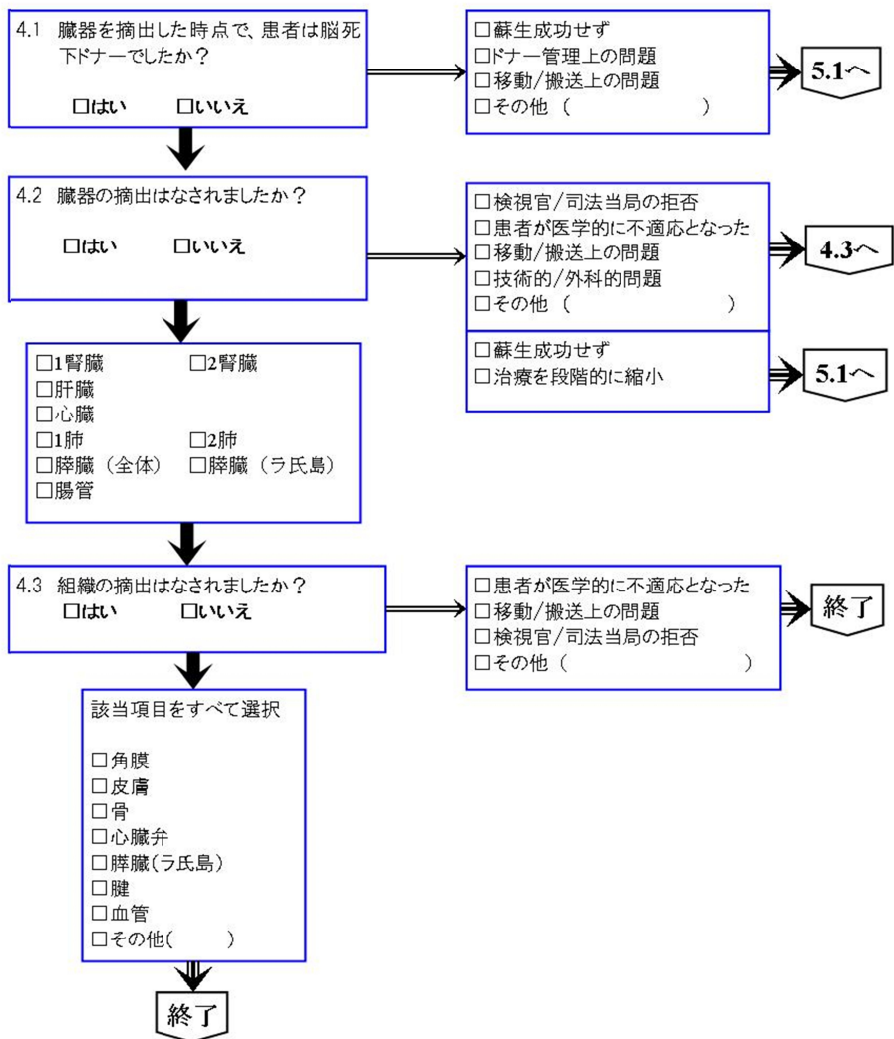 4.1 臓器を摘出した時点で、患者は脳死
下ドナーでしたか？
□はい □いいえ
□蘇生成功せず
□ドナー管理上の問題
□移動/搬送上の問題
□その他 （ ）
5.1へ
4.2 臓器の摘出はなされましたか？
□はい □いいえ
□検視官/司法当局の拒否
□患者が医学的に不適応となった
□移動/搬送上の問題
□技術的/外科的問題
□その他 （ ）
4.3へ
□蘇生成功せず
□治療を段階的に縮小
5.1へ
□1腎臓 □2腎臓
□肝臓
□心臓
□1肺 □2肺
□膵臓（全体） □膵臓（ラ氏島）
□腸管
4.3 組織の摘出はなされましたか？
□はい □いいえ
□患者が医学的に不適応となった
□移動/搬送上の問題
□検視官/司法当局の拒否
□その他（ ）
終了
該当項目をすべて選択
□角膜
□皮膚
□骨
□心臓弁
□膵臓(ラ氏島)
□腱
□血管
□その他( )
終了